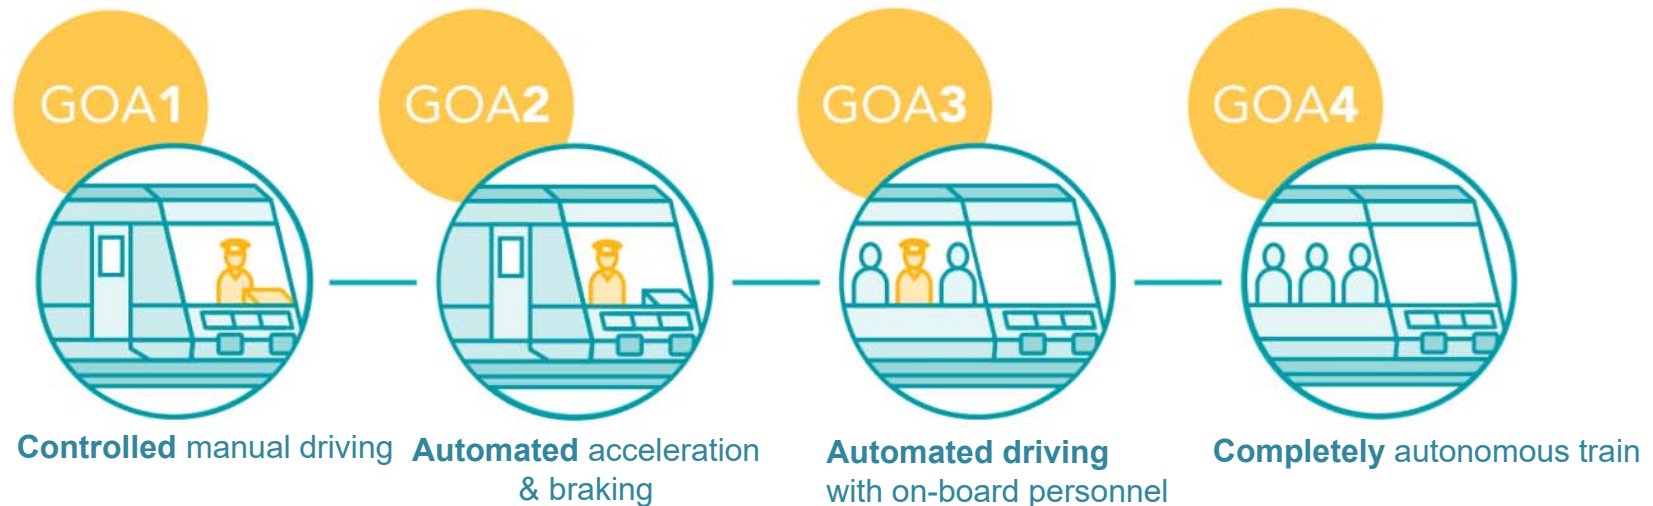 GOA1
GOA2
GOA3
GOA4
Controlled manual driving
Automated acceleration
& braking
Automated driving
with on-board personnel
Completely autonomous train